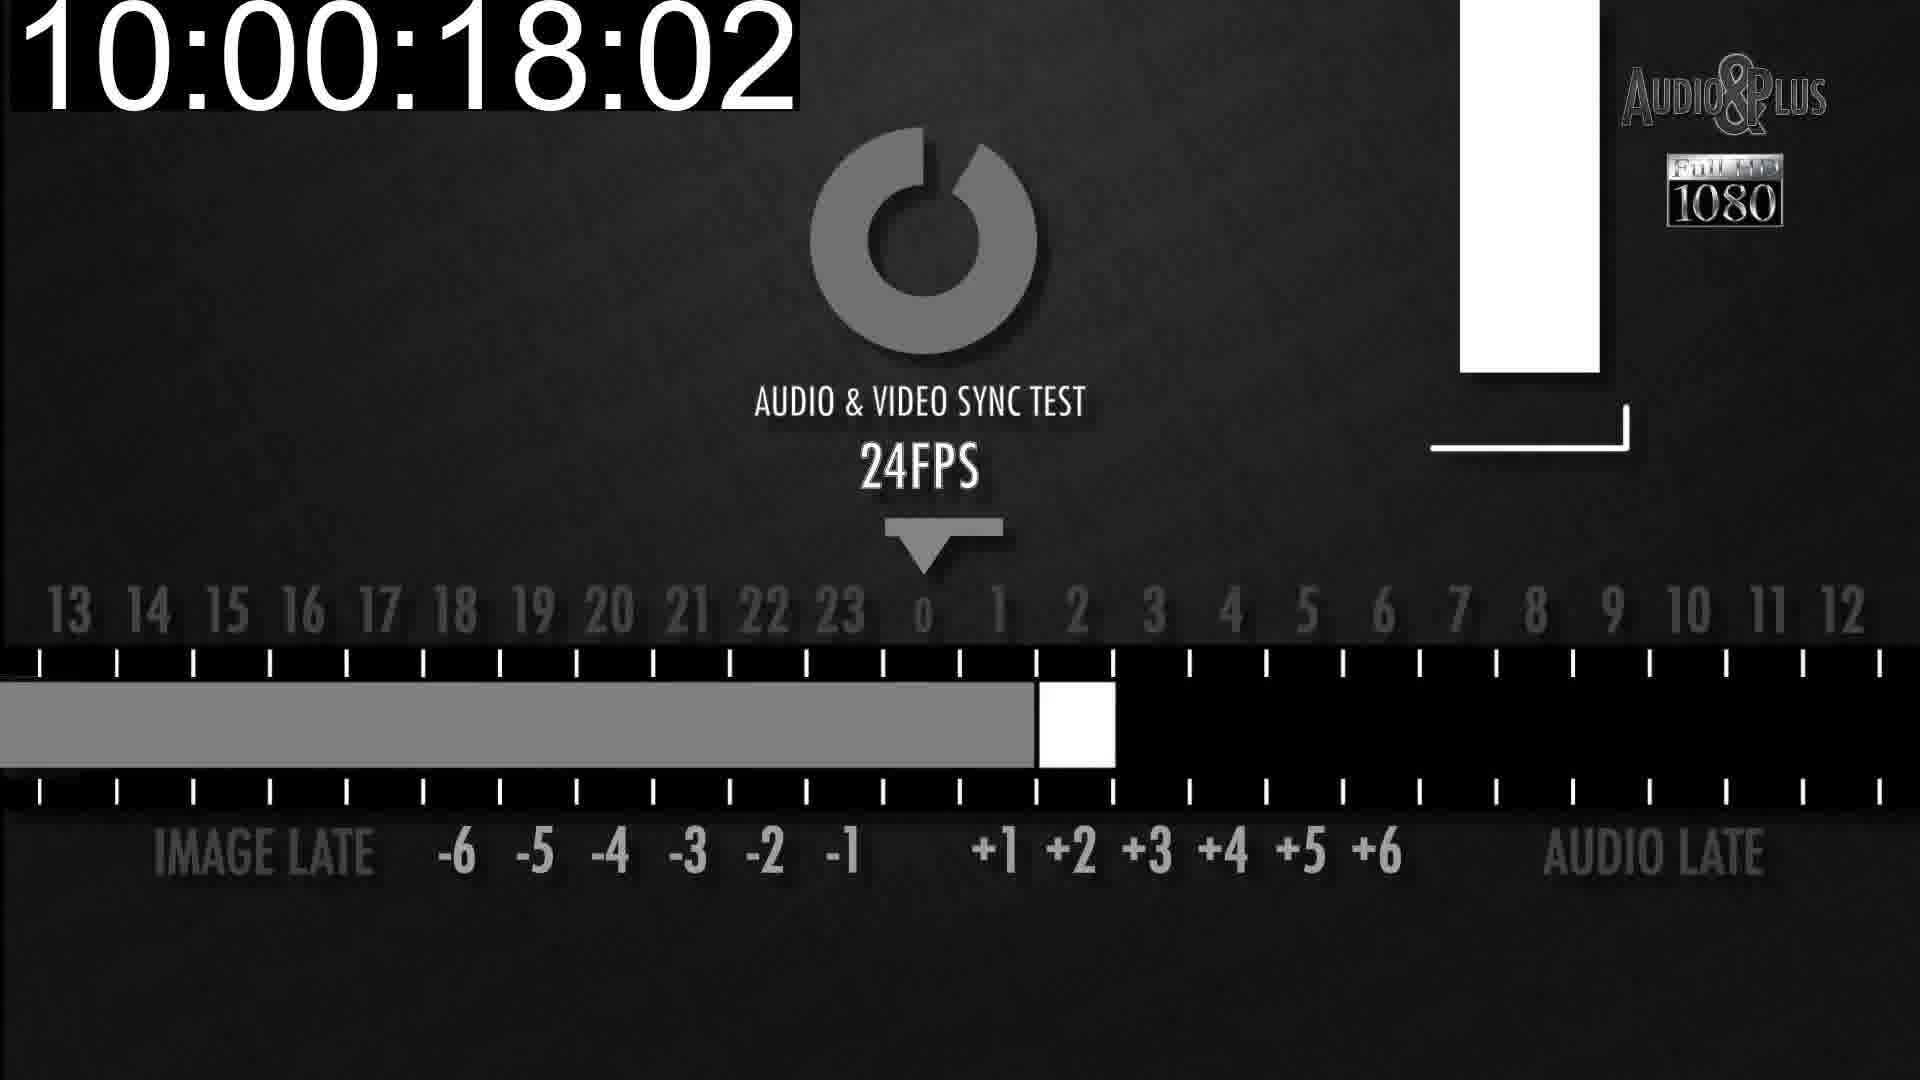 10:00:18:02
AUDIO & PLUS
Full HD
1080
AUDIO & VIDEO SYNC TEST
24FPS
13 14 15 16 17 18 19 20 21 22 23 0 1 2 3 4 5 6 7 8 9 10 11 12
IMAGE LATE -6 -5 -4 -3 -2 -1 +1 +2 +3 +4 +5 +6 AUDIO LATE